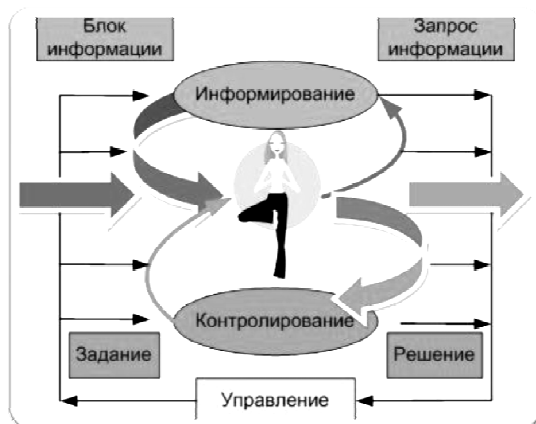 Блок
информации
Запрос
информации
Информирование
Контролирование
Задание
Решение
Управление